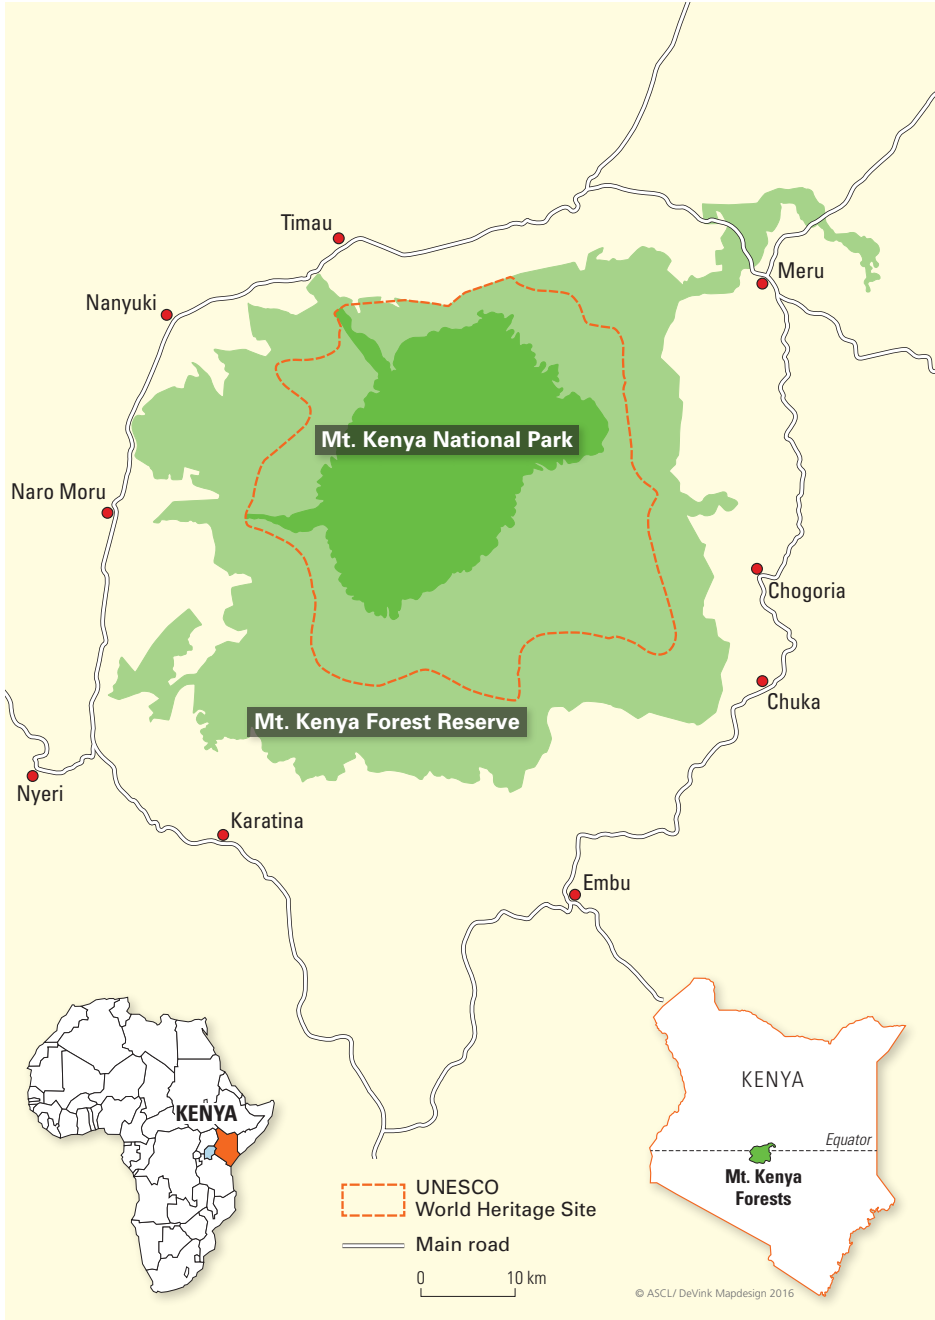 Timau
Meru
Nanyuki
Mt. Kenya National Park
Naro Moru
Chogoria
Chuka
Mt. Kenya Forest Reserve
Nyeri
Karatina
Embu
KENYA
KENYA
Equator
Mt. Kenya
Forests
UNESCO
World Heritage Site
Main road
0 10 km
© ASCL/ DeVink Mapdesign 2016